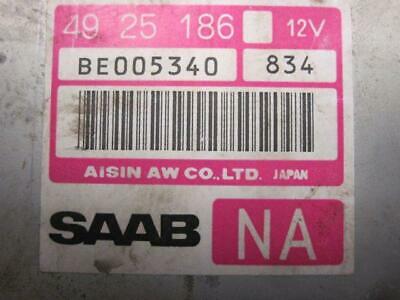 49 25 186 12V
BE005340 834
AISIN AW CO.,LTD. JAPAN
SAAB NA